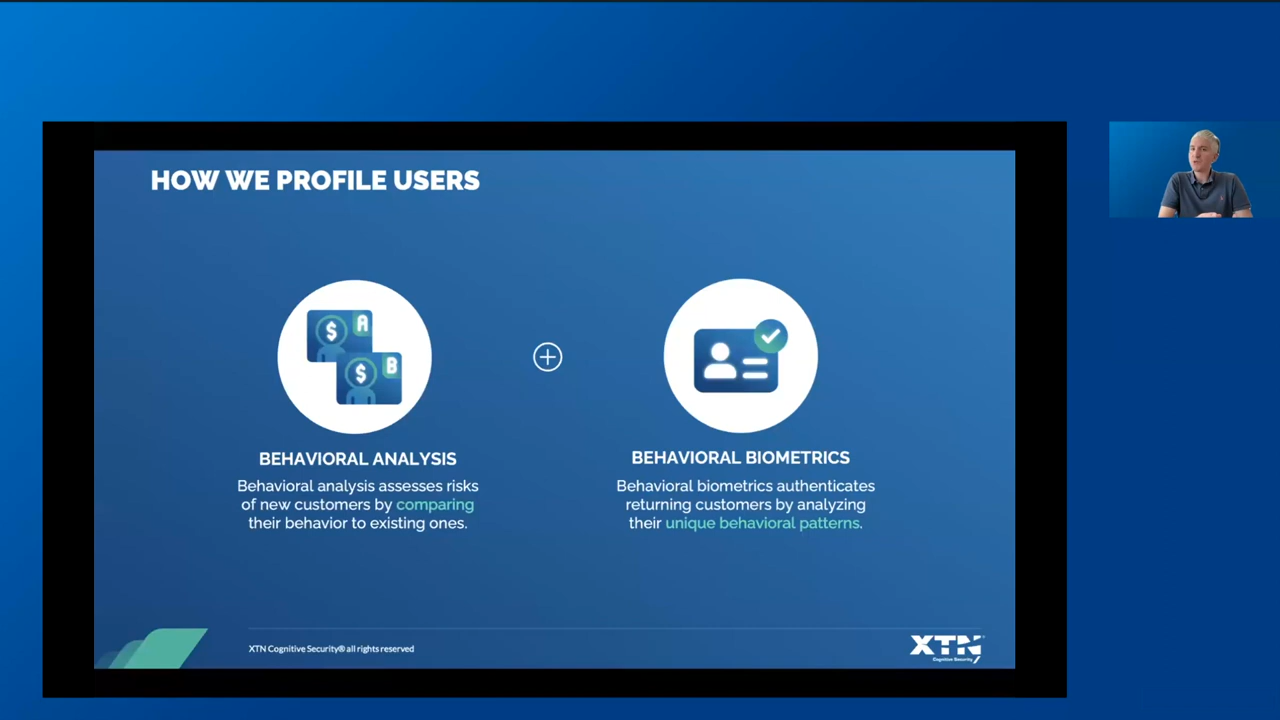 HOW WE PROFILE USERS
$ A
$ B
BEHAVIORAL ANALYSIS
Behavioral analysis assesses risks
of new customers by comparing
their behavior to existing ones.
BEHAVIORAL BIOMETRICS
Behavioral biometrics authenticates
returning customers by analyzing
their unique behavioral patterns.
XTN Cognitive Security® all rights reserved
XTN
Cognitive Security